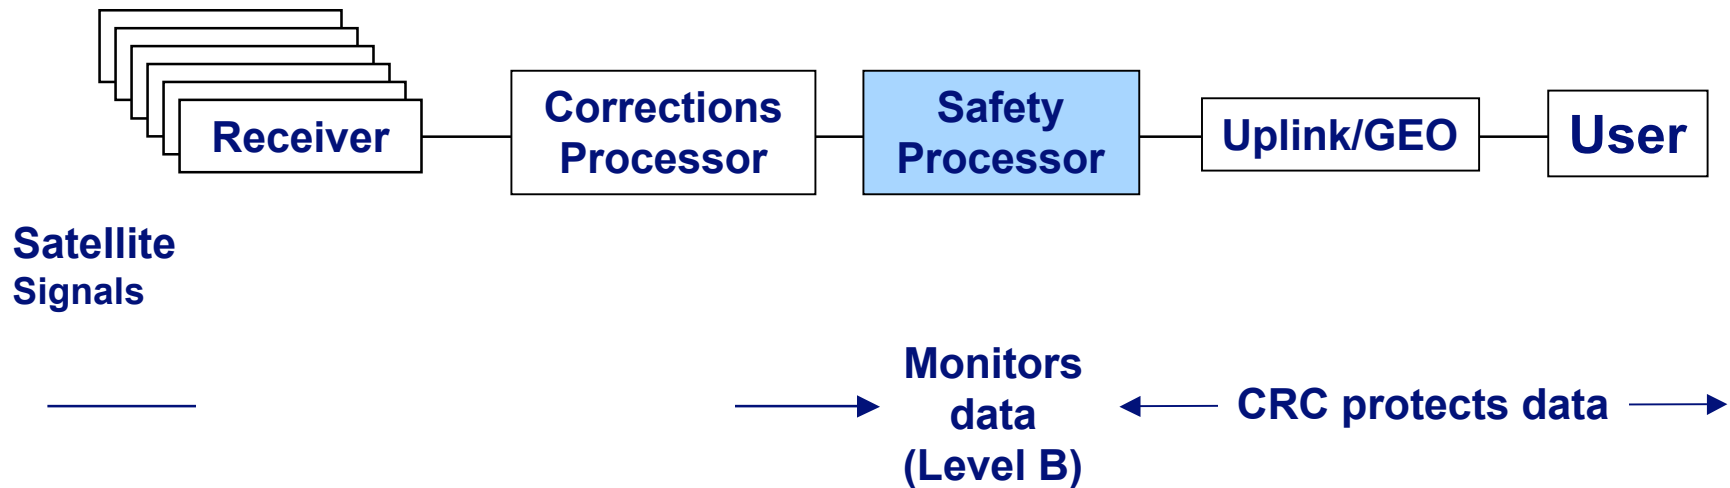 Receiver
Corrections
Processor
Safety
Processor
Uplink/GEO
User
Satellite
Signals
Monitors
data
(Level B)
CRC protects data